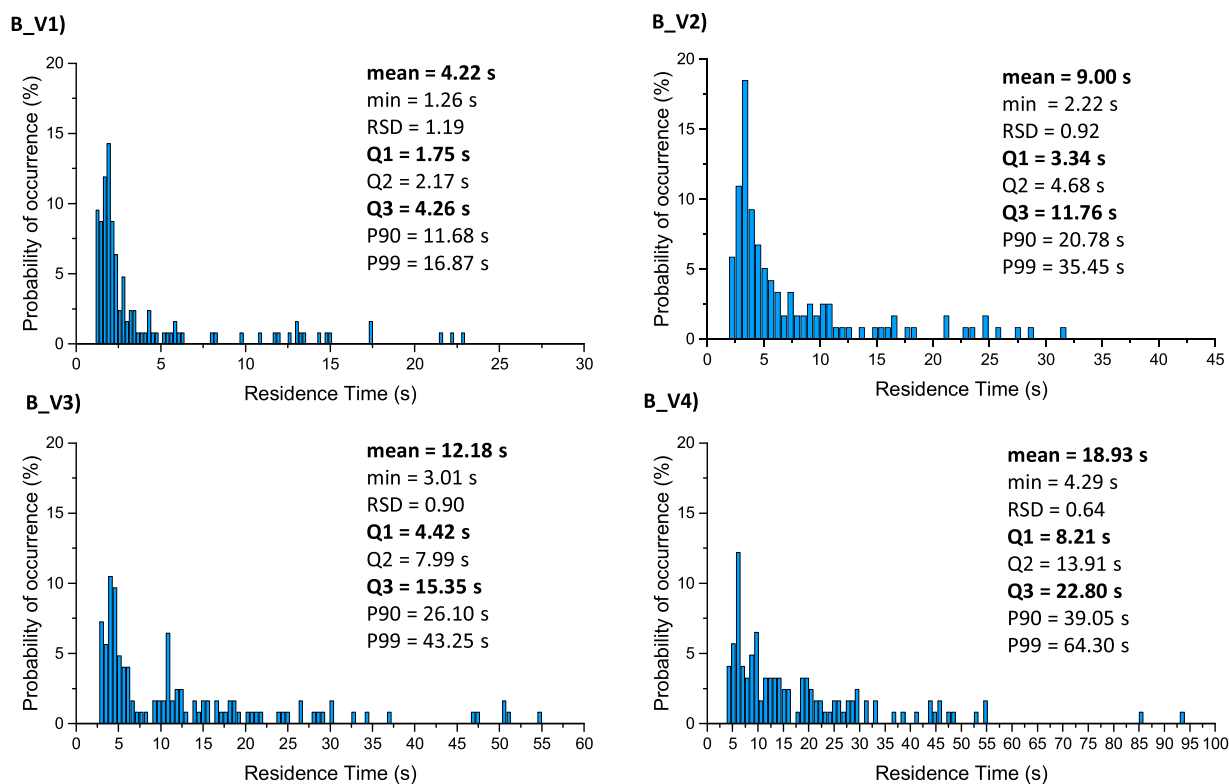 B_V1)
20
15
10
5
0
Probability of occurrence (%)
mean = 4.22 s
min = 1.26 s
RSD = 1.19
Q1 = 1.75 s
Q2 = 2.17 s
Q3 = 4.26 s
P90 = 11.68 s
P99 = 16.87 s
0 5 10 15 20 25 30
Residence Time (s)
B_V2)
20
15
10
5
0
Probability of occurrence (%)
mean = 9.00 s
min = 2.22 s
RSD = 0.92
Q1 = 3.34 s
Q2 = 4.68 s
Q3 = 11.76 s
P90 = 20.78 s
P99 = 35.45 s
0 5 10 15 20 25 30 35 40 45
Residence Time (s)
B_V3)
20
15
10
5
0
Probability of occurrence (%)
mean = 12.18 s
min = 3.01 s
RSD = 0.90
Q1 = 4.42 s
Q2 = 7.99 s
Q3 = 15.35 s
P90 = 26.10 s
P99 = 43.25 s
0 5 10 15 20 25 30 35 40 45 50 55 60
Residence Time (s)
B_V4)
20
15
10
5
0
Probability of occurrence (%)
mean = 18.93 s
min = 4.29 s
RSD = 0.64
Q1 = 8.21 s
Q2 = 13.91 s
Q3 = 22.80 s
P90 = 39.05 s
P99 = 64.30 s
0 5 10 15 20 25 30 35 40 45 50 55 60 65 70 75 80 85 90 95 100
Residence Time (s)